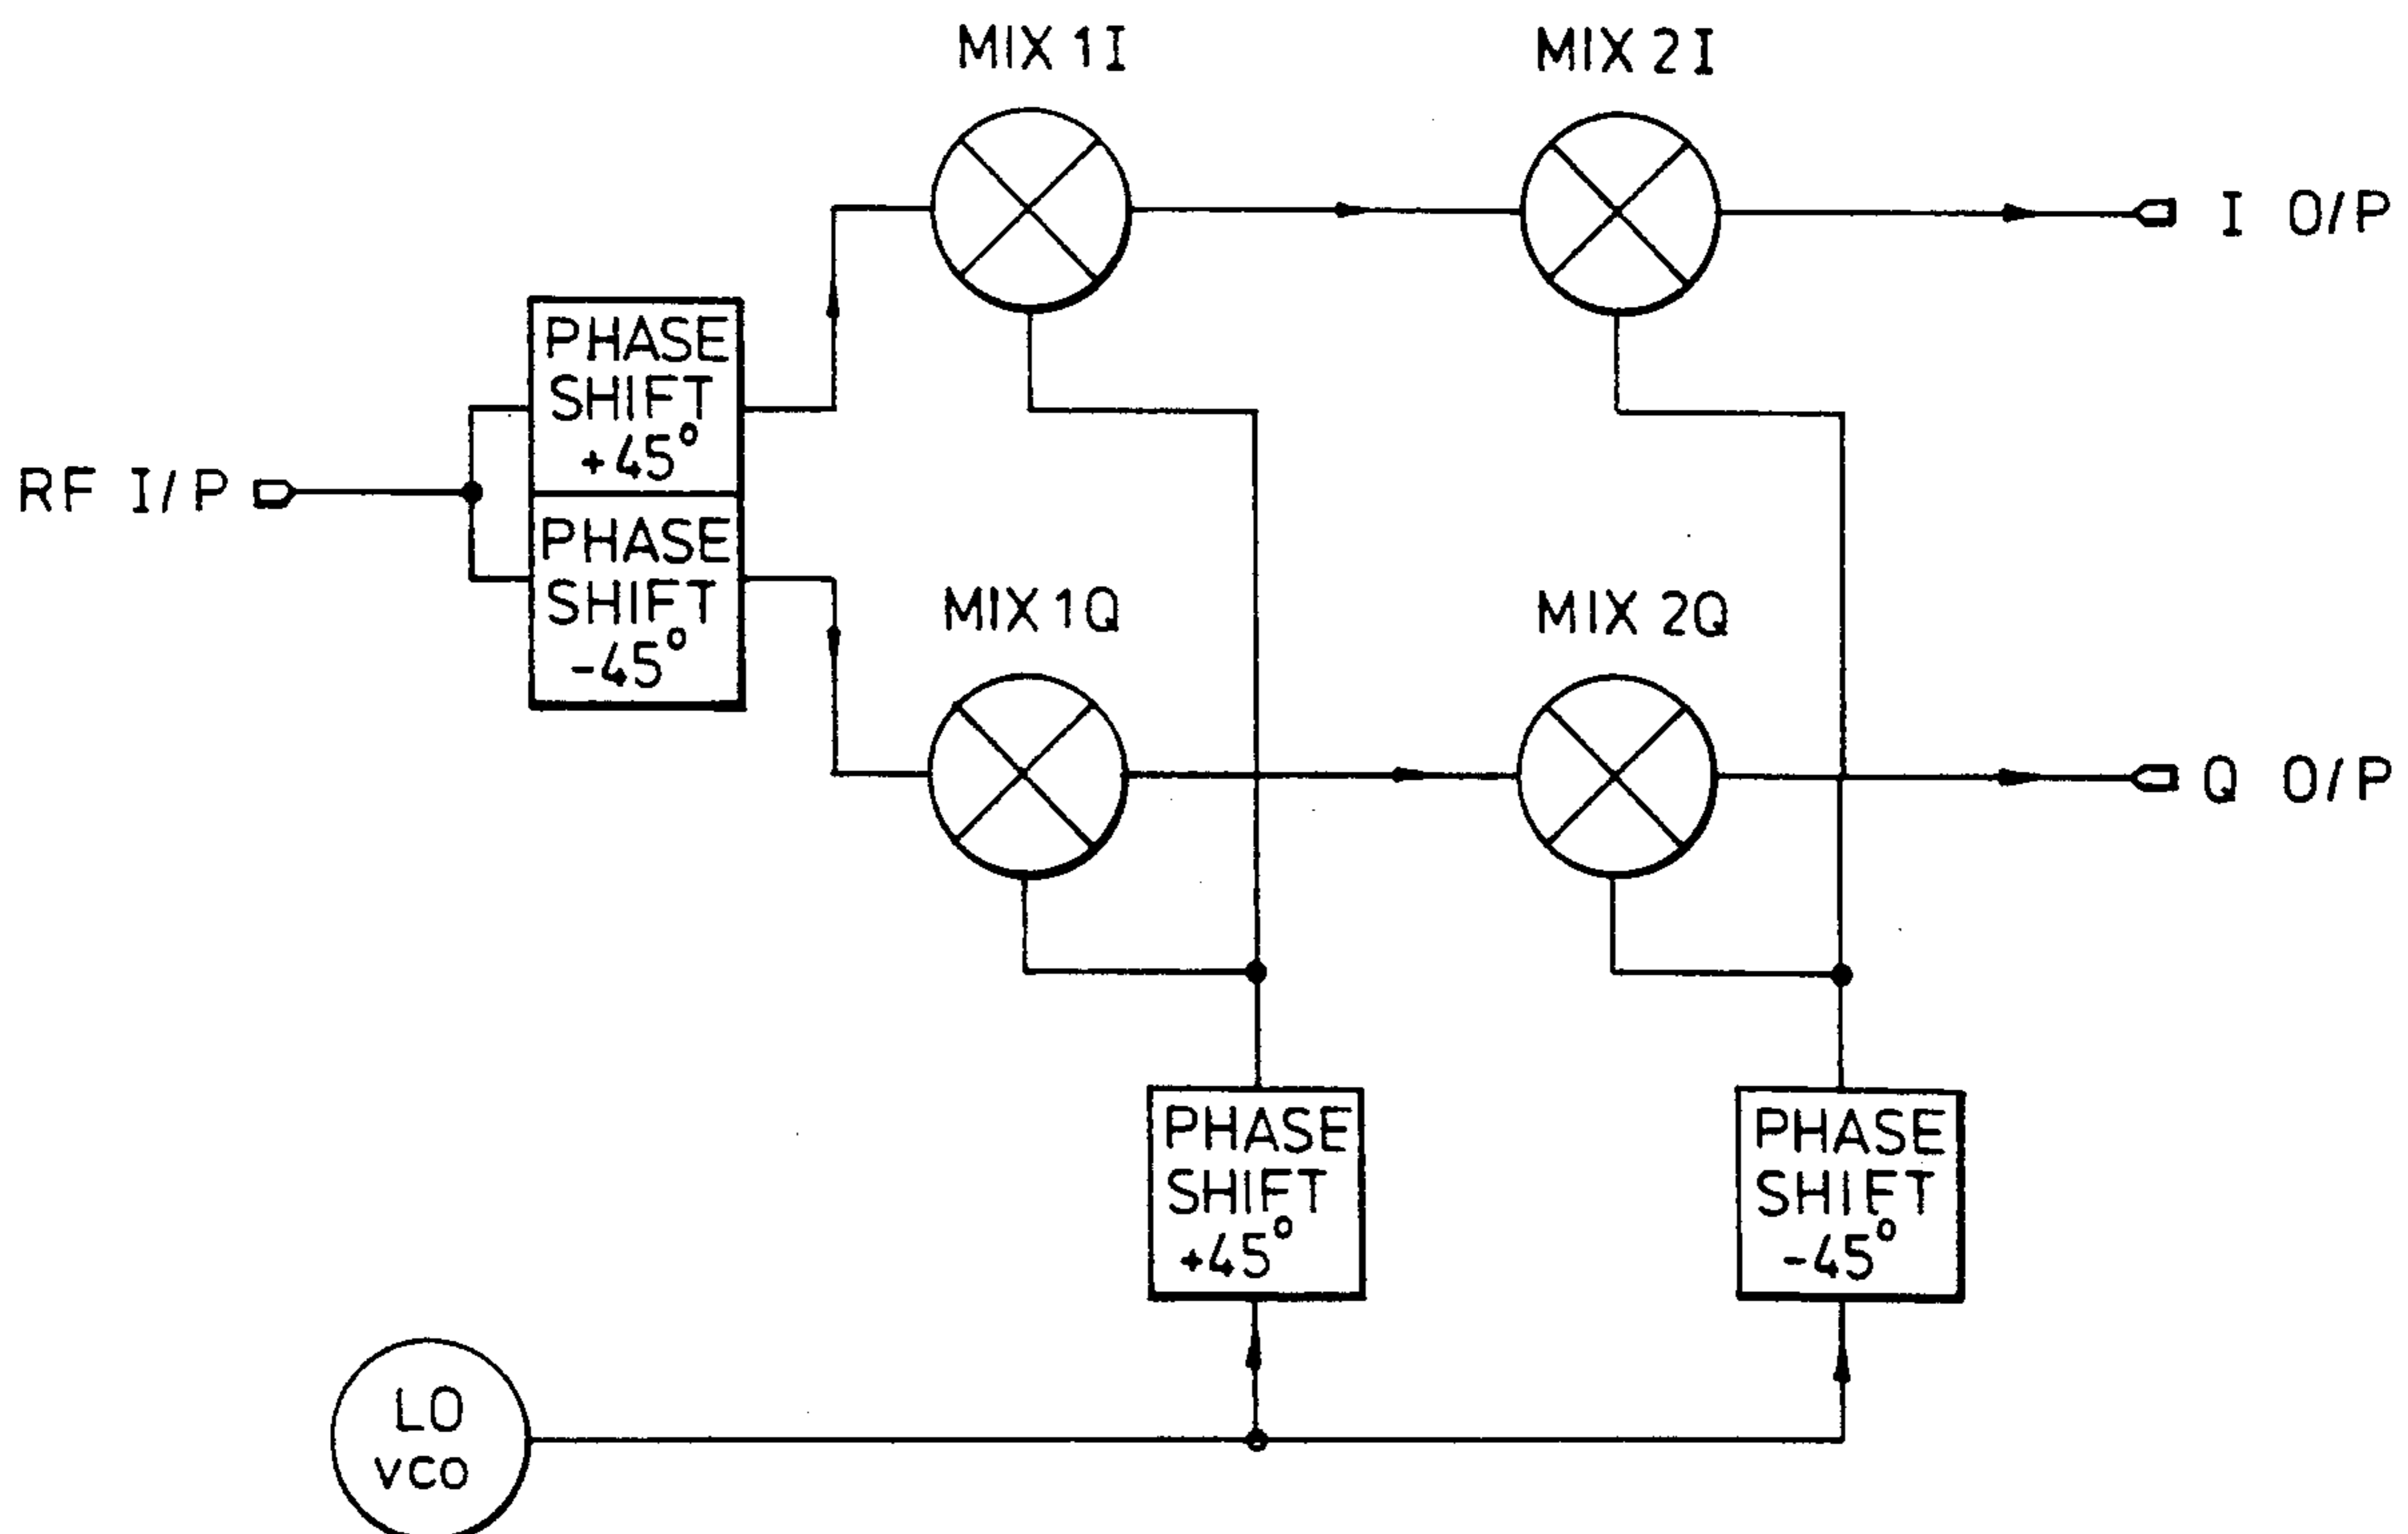 MIX 1I
MIX 2I
I O/P
PHASE
SHIFT
+45°
RF I/P
PHASE
SHIFT
-45°
MIX 1Q
MIX 2Q
Q O/P
PHASE
SHIFT
+45°
PHASE
SHIFT
-45°
LO
VCO